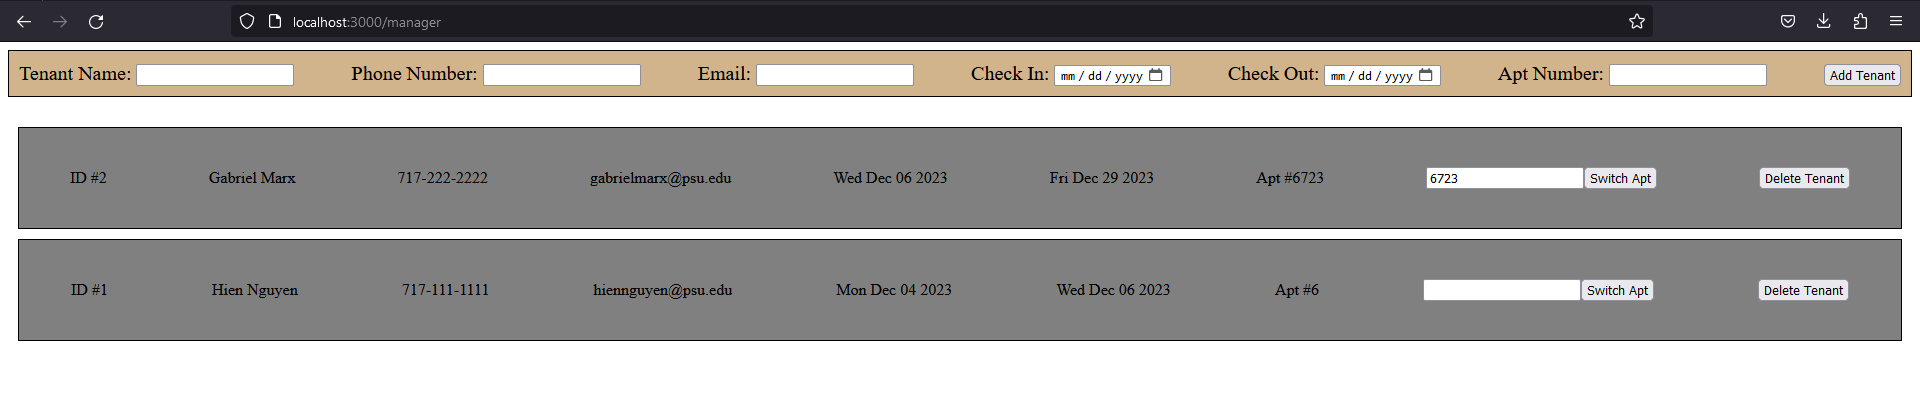 localhost:3000/manager
Tenant Name: Phone Number: Email: Check In: mm / dd / yyyy Check Out: mm / dd / yyyy Apt Number: Add Tenant
ID #2 Gabriel Marx 717-222-2222 gabrielmarx@psu.edu Wed Dec 06 2023 Fri Dec 29 2023 Apt #6723 6723 Switch Apt Delete Tenant
ID #1 Hien Nguyen 717-111-1111 hiennguyen@psu.edu Mon Dec 04 2023 Wed Dec 06 2023 Apt #6 Switch Apt Delete Tenant